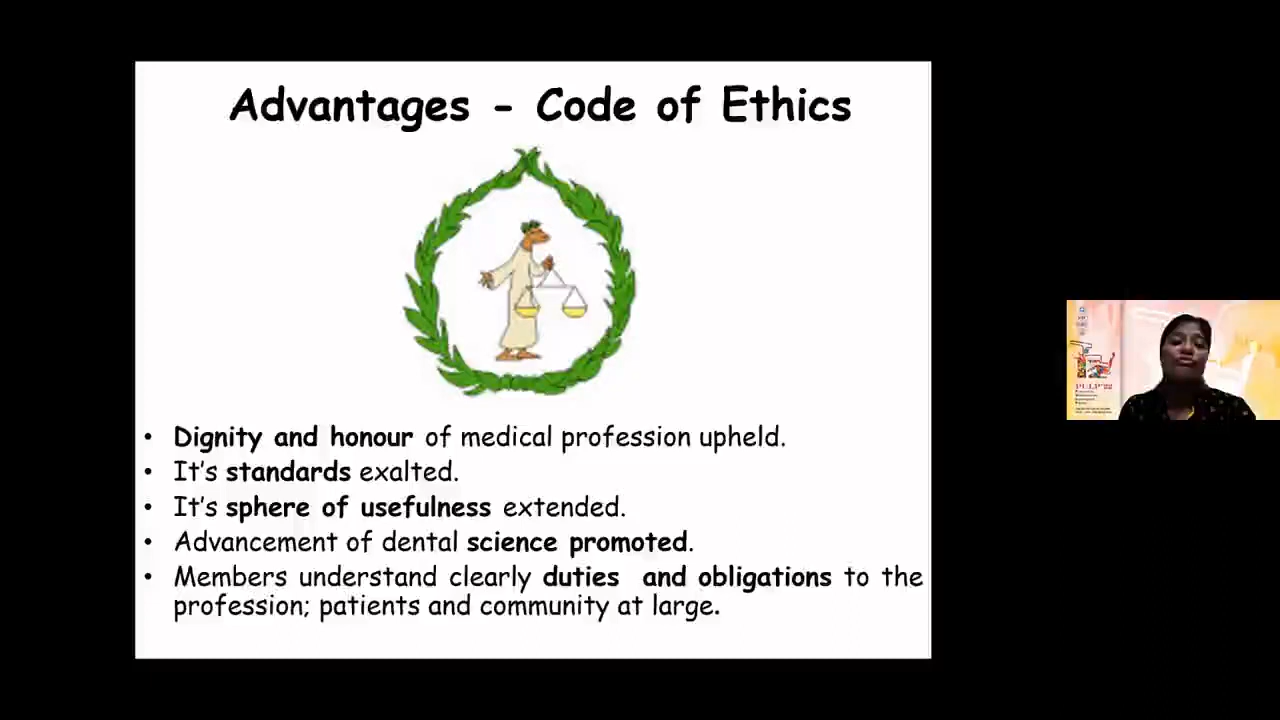 Advantages - Code of Ethics
• Dignity and honour of medical profession upheld.
• It's standards exalted.
• It's sphere of usefulness extended.
• Advancement of dental science promoted.
• Members understand clearly duties and obligations to the
profession; patients and community at large.